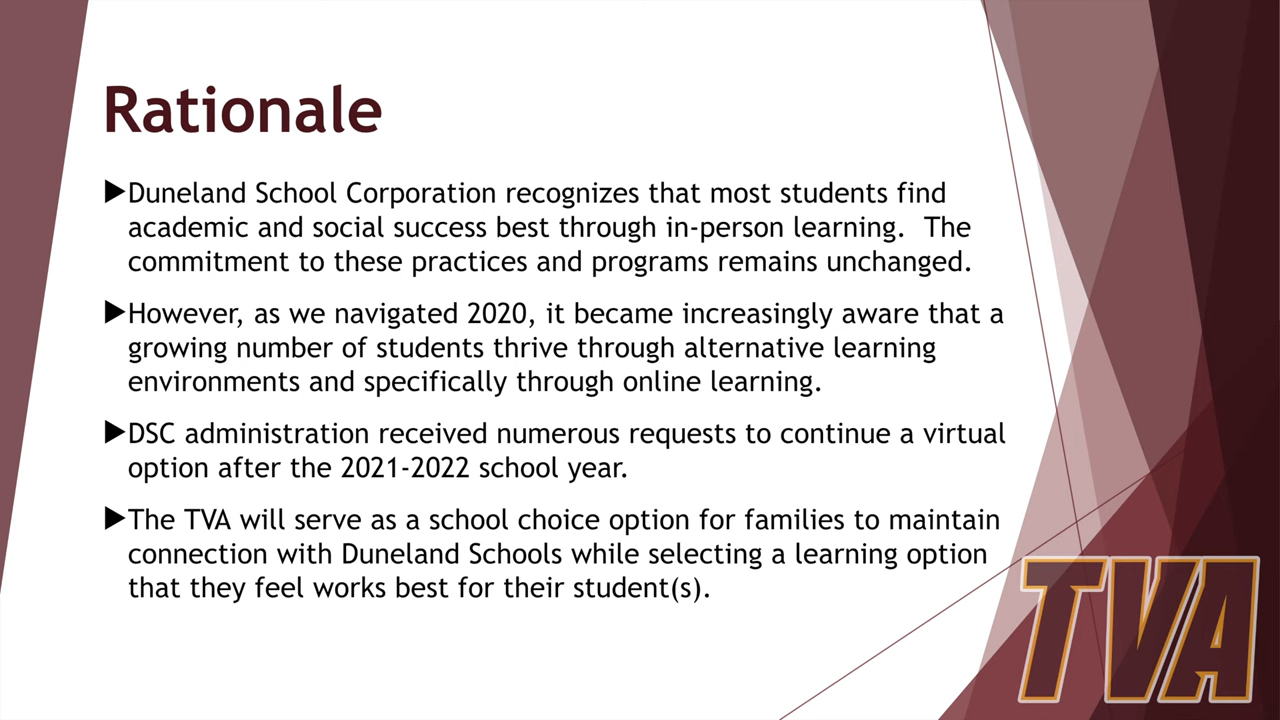 Rationale
▶Duneland School Corporation recognizes that most students find
academic and social success best through in-person learning.  The
commitment to these practices and programs remains unchanged.
▶However, as we navigated 2020, it became increasingly aware that a
growing number of students thrive through alternative learning
environments and specifically through online learning.
▶DSC administration received numerous requests to continue a virtual
option after the 2021-2022 school year.
▶The TVA will serve as a school choice option for families to maintain
connection with Duneland Schools while selecting a learning option
that they feel works best for their student(s).
TVA